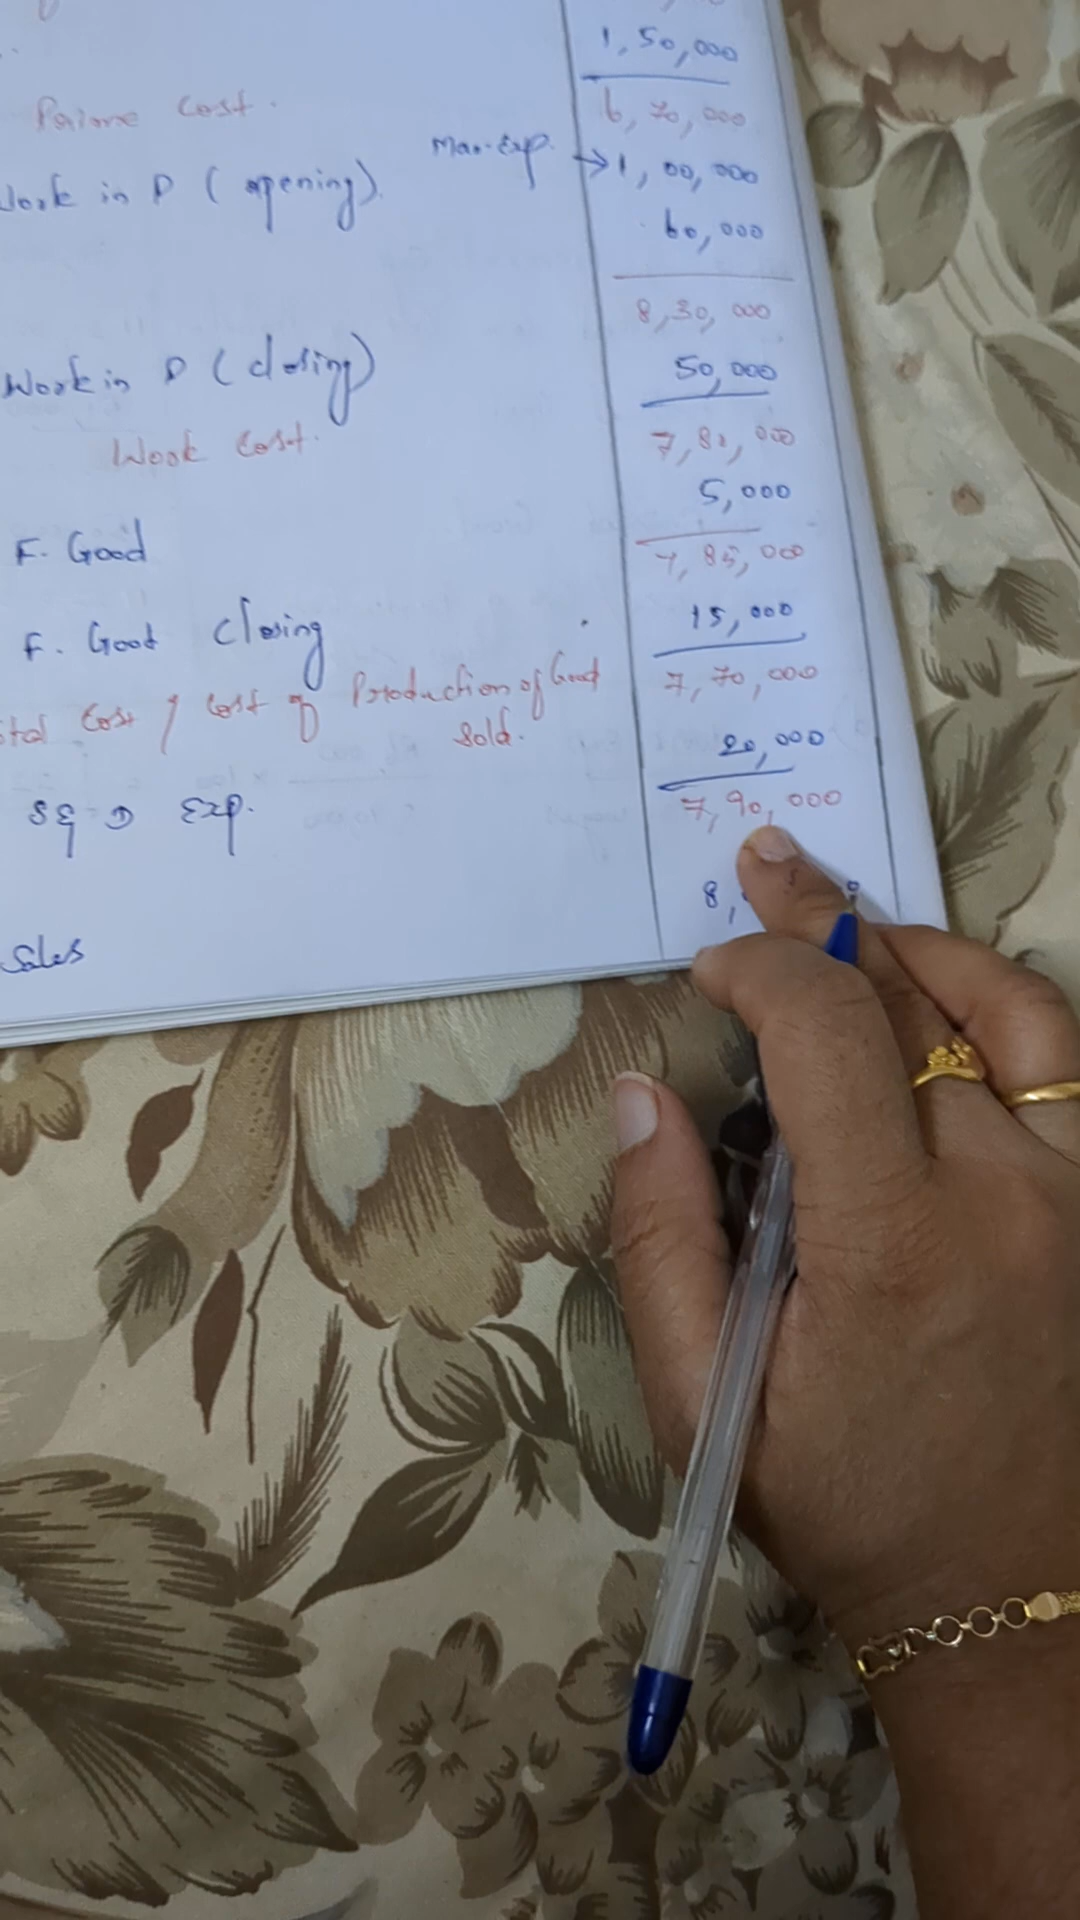 1,50,000
Prime Cost. 6,70,000
Man. Exp. → 1,00,000
Work in P (opening). 60,000
8,30,000
Work in P (closing) 50,000
Work Cost. 7,80,000
5,000
F. Good 7,85,000
F. Good Closing 15,000
Cost / Cost of Production of Good 7,70,000
Sold.
20,000
S & D Exp. 7,90,000
8,
Sales